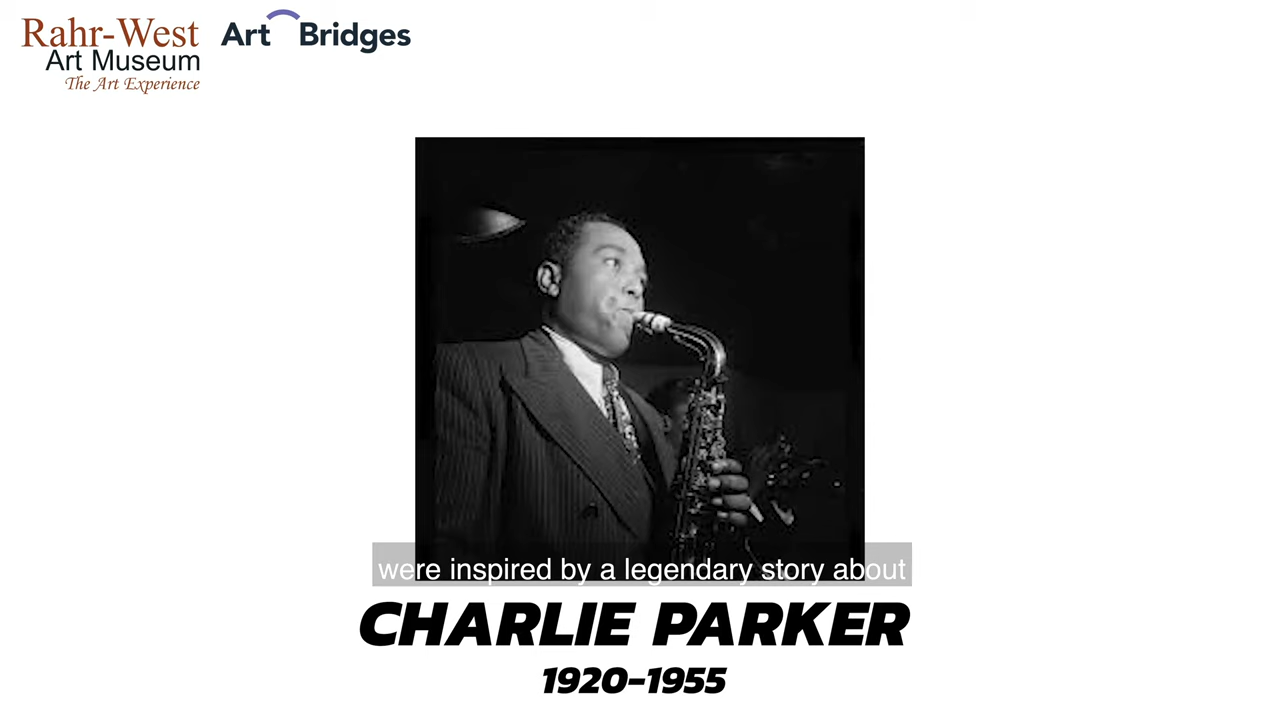 Rahr-West
Art Museum
The Art Experience
Art Bridges
were inspired by a legendary story about
CHARLIE PARKER
1920-1955